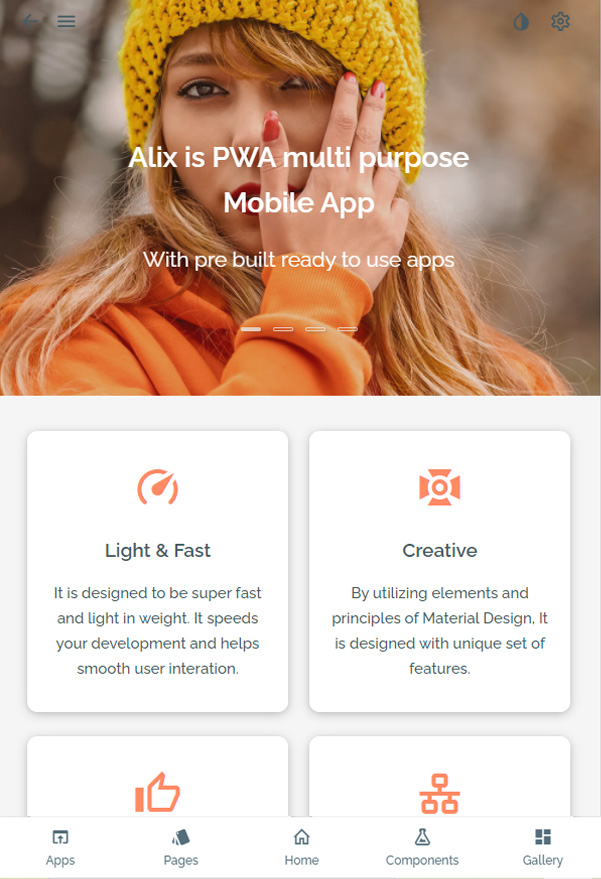 Alix is PWA multi purpose
Mobile App
With pre built ready to use apps
Light & Fast
It is designed to be super fast
and light in weight. It speeds
your development and helps
smooth user interation.
Creative
By utilizing elements and
principles of Material Design, It
is designed with unique set of
features.
Apps
Pages
Home
Components
Gallery